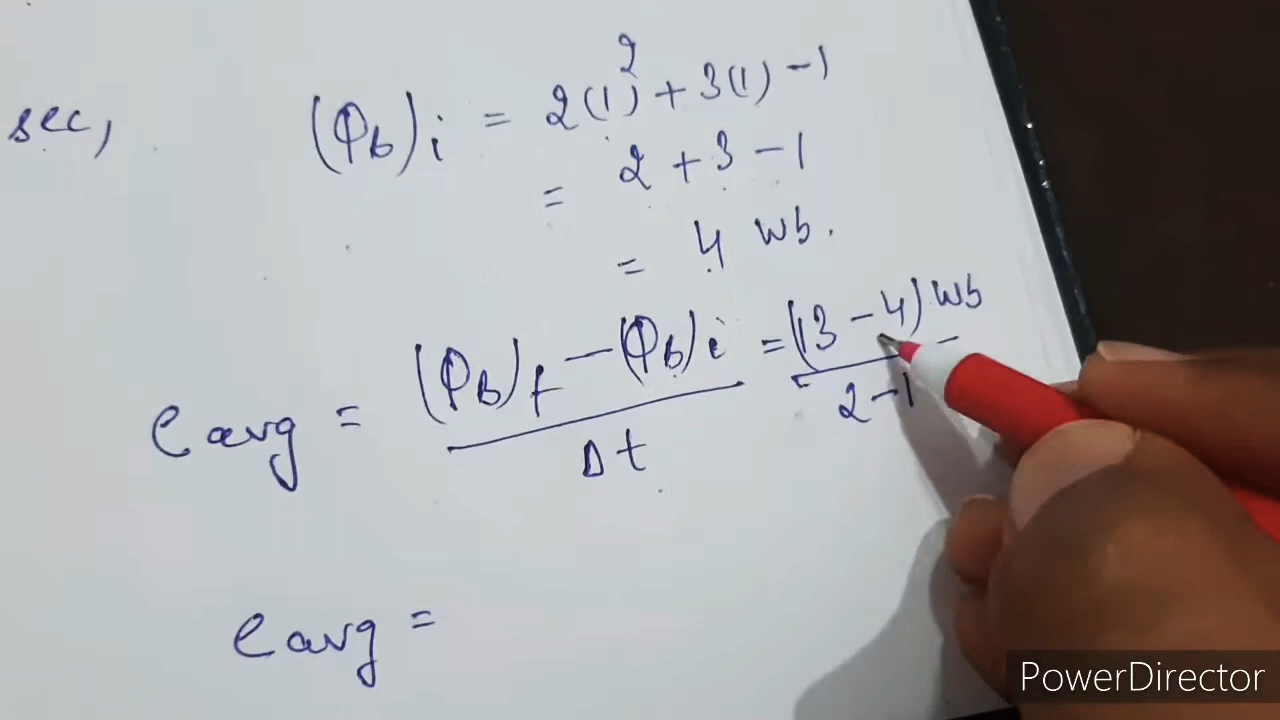 sec, (Φb)i = 2(1)² + 3(1) - 1
= 2 + 3 - 1
= 4 wb.
e avg = (ΦB)f - (ΦB)i / Δt = (13 - 4) wb / 2 - 1
e avg =
PowerDirector